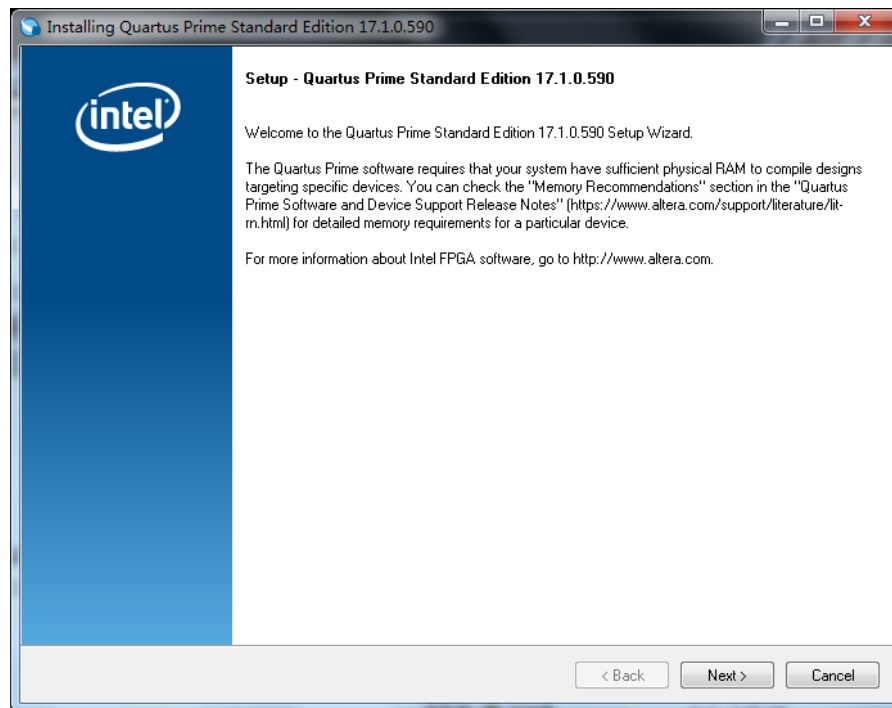 Installing Quartus Prime Standard Edition 17.1.0.590
Setup - Quartus Prime Standard Edition 17.1.0.590
intel
Welcome to the Quartus Prime Standard Edition 17.1.0.590 Setup Wizard.
The Quartus Prime software requires that your system have sufficient physical RAM to compile designs
targeting specific devices. You can check the "Memory Recommendations" section in the "Quartus
Prime Software and Device Support Release Notes" (https://www.altera.com/support/literature/lit-
rn.html) for detailed memory requirements for a particular device.
For more information about Intel FPGA software, go to http://www.altera.com.
< Back
Next >
Cancel